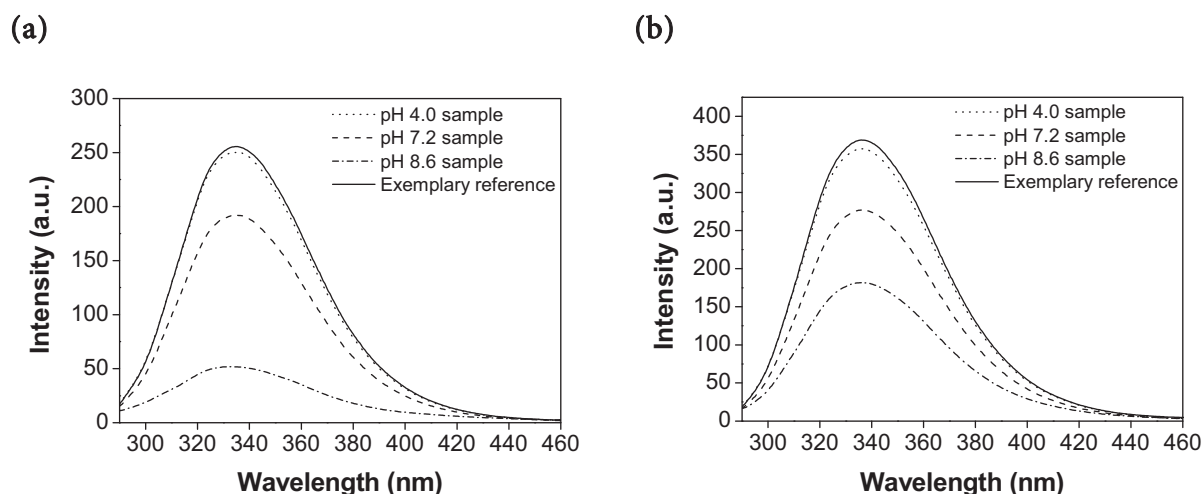 (a)
300
250
200
150
100
50
0
Intensity (a.u.)
pH 4.0 sample
pH 7.2 sample
pH 8.6 sample
Exemplary reference
300 320 340 360 380 400 420 440 460
Wavelength (nm)
(b)
400
350
300
250
200
150
100
50
0
Intensity (a.u.)
pH 4.0 sample
pH 7.2 sample
pH 8.6 sample
Exemplary reference
300 320 340 360 380 400 420 440 460
Wavelength (nm)